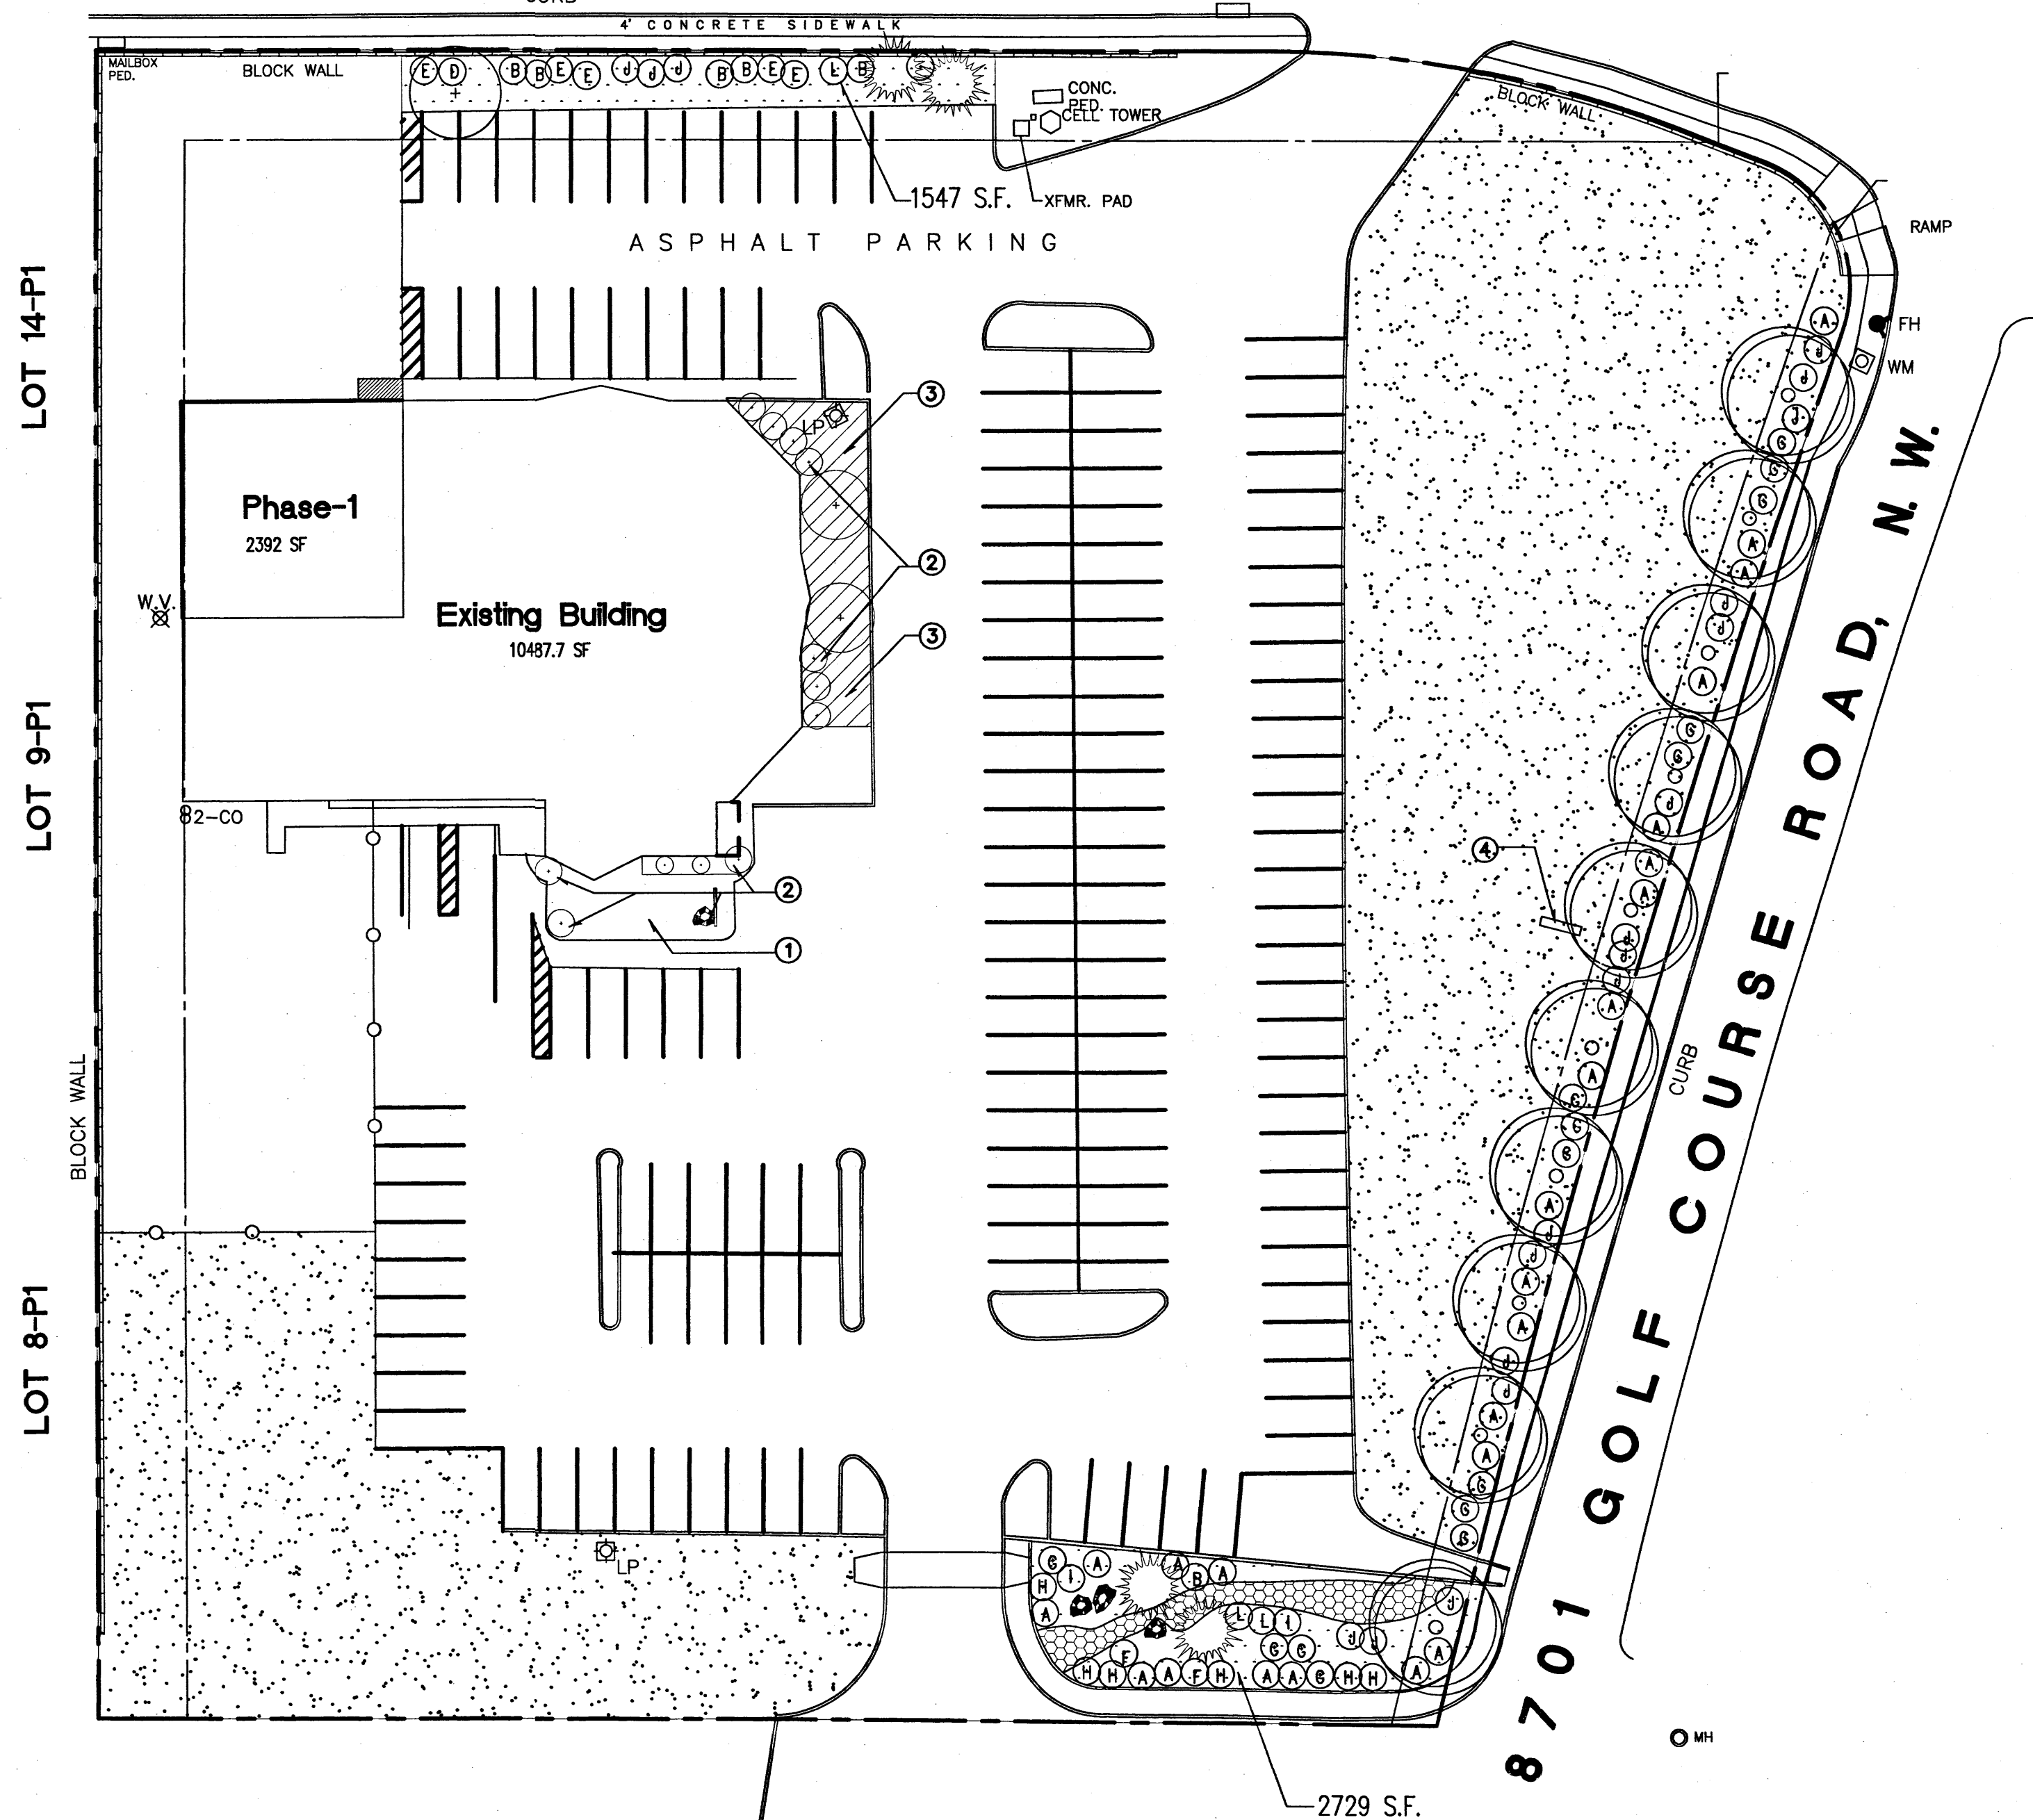 4' CONCRETE SIDEWALK
MAILBOX
PED.
BLOCK WALL
E D B B E E J J J B B E E L B
CONC.
PED.
CELL TOWER
BLOCK WALL
1547 S.F.
XFMR. PAD
ASPHALT PARKING
RAMP
FH
WM
LOT 14-P1
LP
3
Phase-1
2392 SF
2
W.V.
Existing Building
10487.7 SF
3
LOT 9-P1
82-CO
4
2
1
CURB
BLOCK WALL
LOT 8-P1
LP
8701 GOLF COURSE ROAD, N.W.
G I A A B A
H
A
L L I J J
G G
F
H H A A F H A A G H H A
MH
2729 S.F.